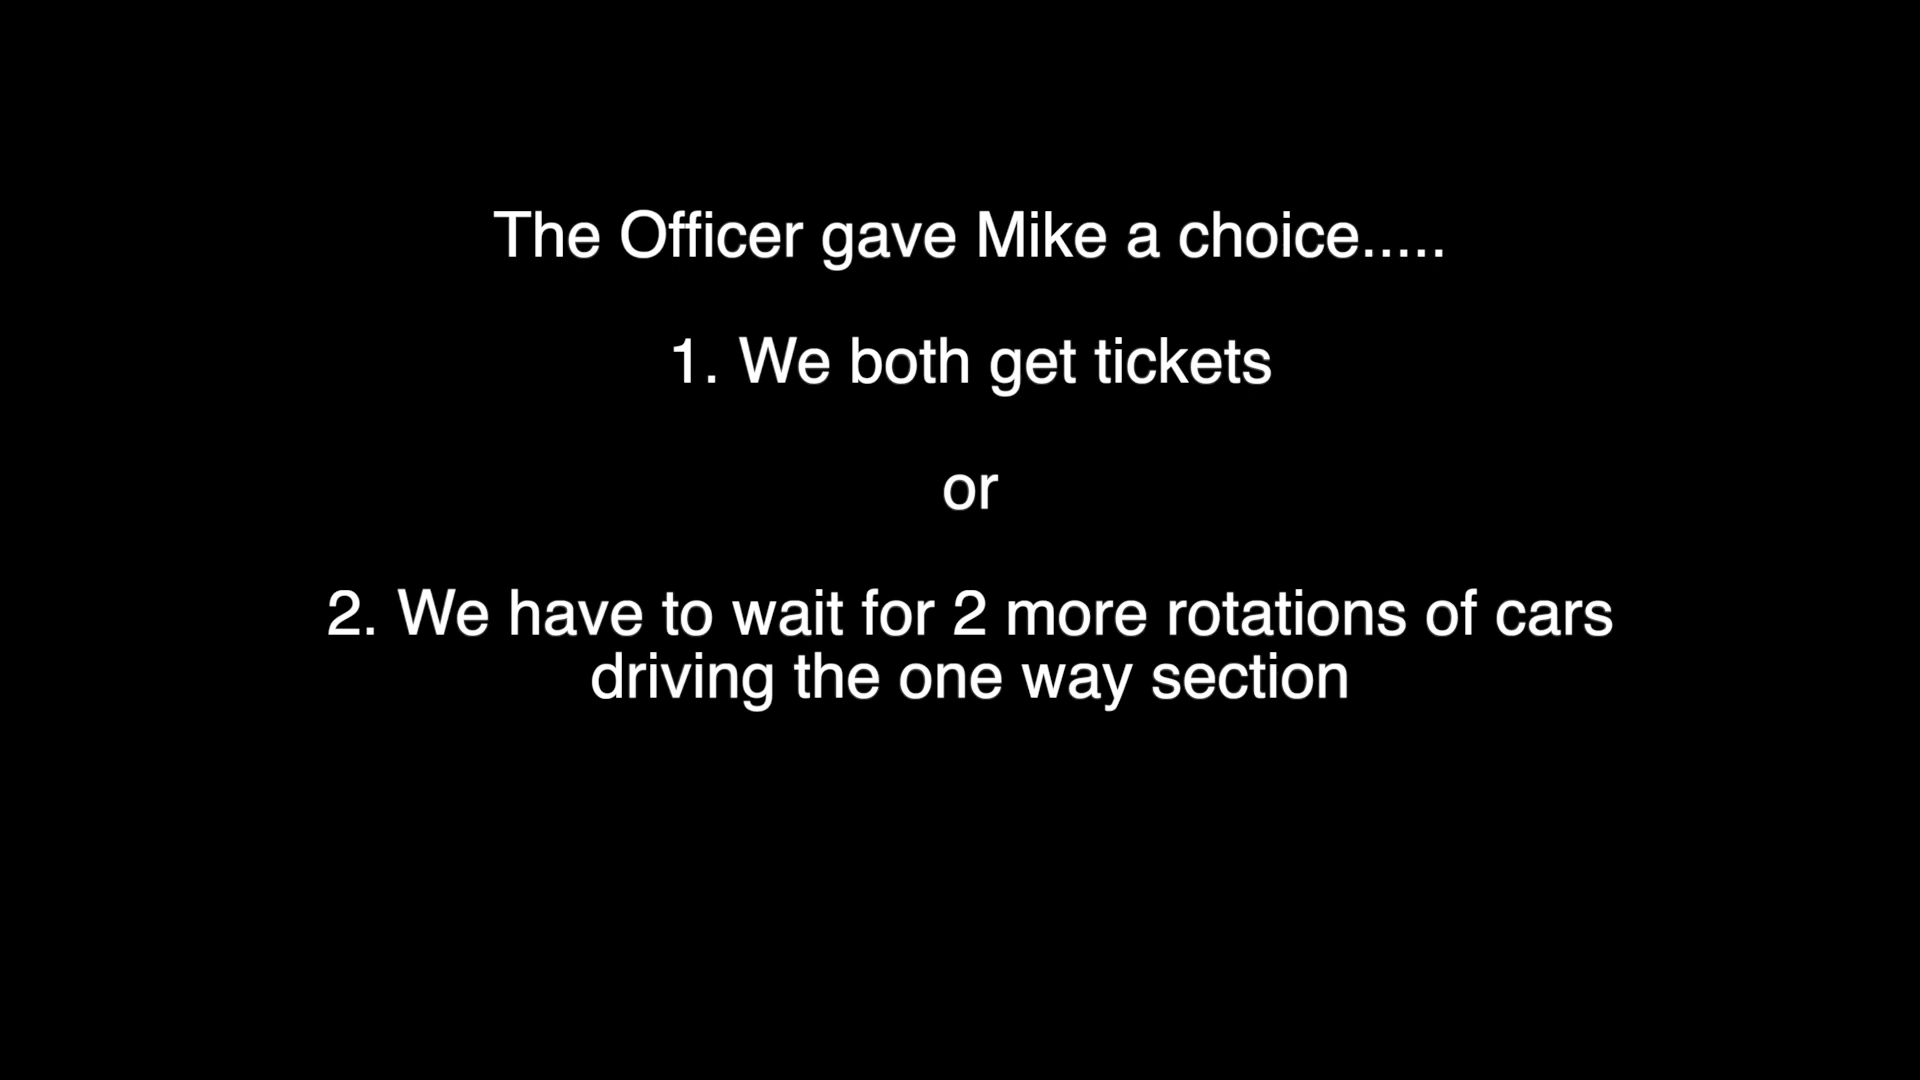 The Officer gave Mike a choice.....
1. We both get tickets
or
2. We have to wait for 2 more rotations of cars
driving the one way section